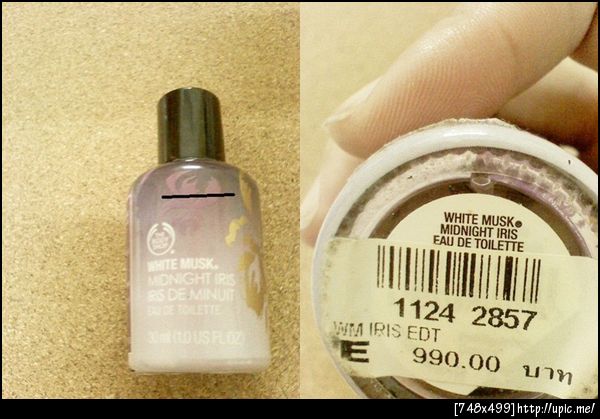 THE
BODY
SHOP
WHITE MUSK®
MIDNIGHT IRIS
IRIS DE MINUIT
EAU DE TOILETTE
30 ml (1.0 US FL OZ)
WHITE MUSK®
MIDNIGHT IRIS
EAU DE TOILETTE
1124 2857
WM IRIS EDT
E 990.00 บาท
[748x499]http://upic.me/